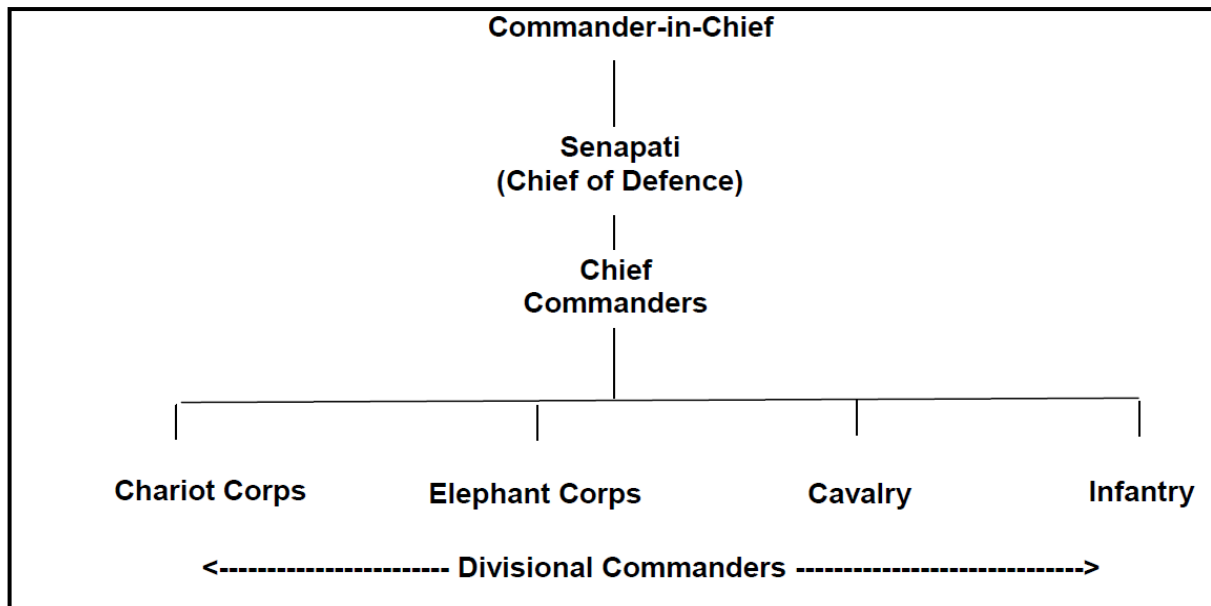 Commander-in-Chief
Senapati
(Chief of Defence)
Chief
Commanders
Chariot Corps Elephant Corps Cavalry Infantry
<------------------------ Divisional Commanders ------------------------------>